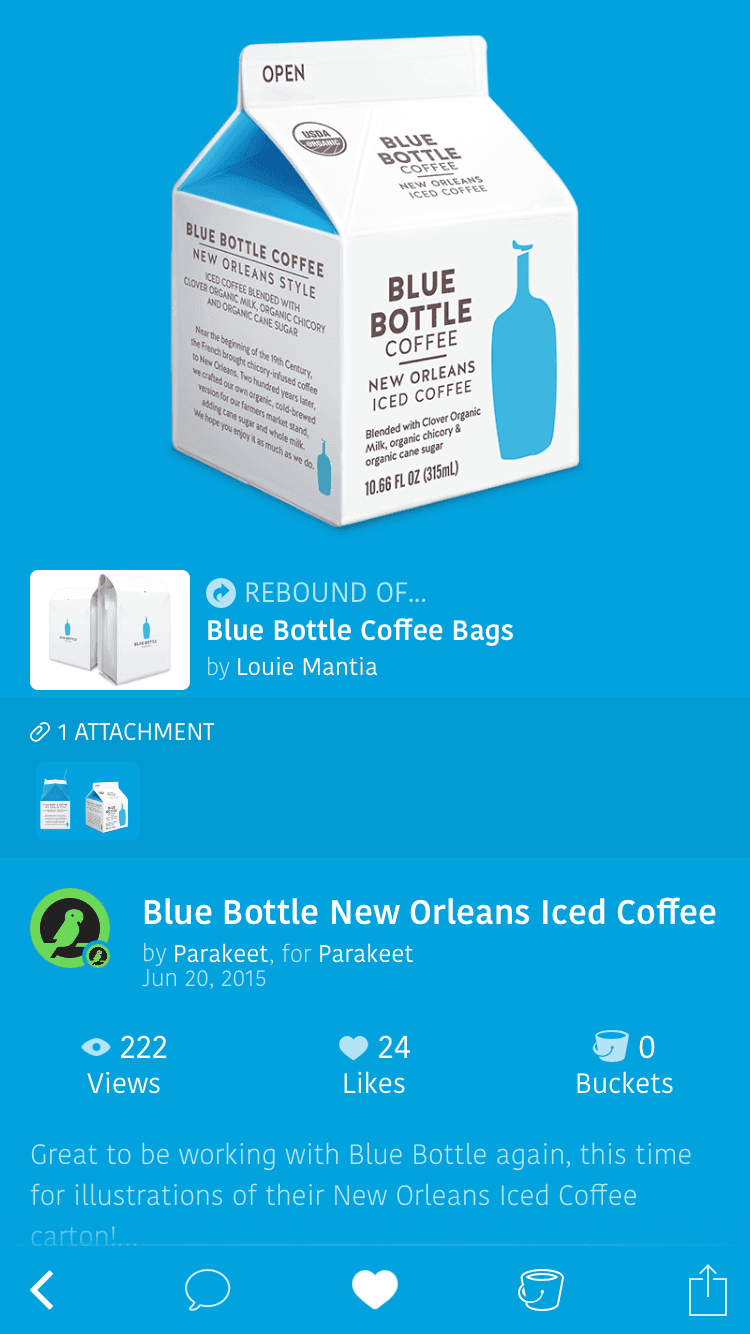 OPEN
USDA
ORGANIC
BLUE
BOTTLE
COFFEE
NEW ORLEANS
ICED COFFEE
BLUE BOTTLE COFFEE
NEW ORLEANS STYLE
ICED COFFEE BLENDED WITH
CLOVER ORGANIC MILK, ORGANIC CHICORY
AND ORGANIC CANE SUGAR
Near the beginning of the 19th Century,
the French brought chicory-infused coffee
to New Orleans. Two hundred years later,
we crafted our own organic, cold-brewed
version for our farmers market stand,
adding cane sugar and whole milk.
We hope you enjoy it as much as we do.
BLUE
BOTTLE
COFFEE
NEW ORLEANS
ICED COFFEE
Blended with Clover Organic
Milk, organic chicory &
organic cane sugar
10.66 FL OZ (315mL)
REBOUND OF...
Blue Bottle Coffee Bags
by Louie Mantia
1 ATTACHMENT
Blue Bottle New Orleans Iced Coffee
by Parakeet, for Parakeet
Jun 20, 2015
222
Views
24
Likes
0
Buckets
Great to be working with Blue Bottle again, this time
for illustrations of their New Orleans Iced Coffee
carton!...